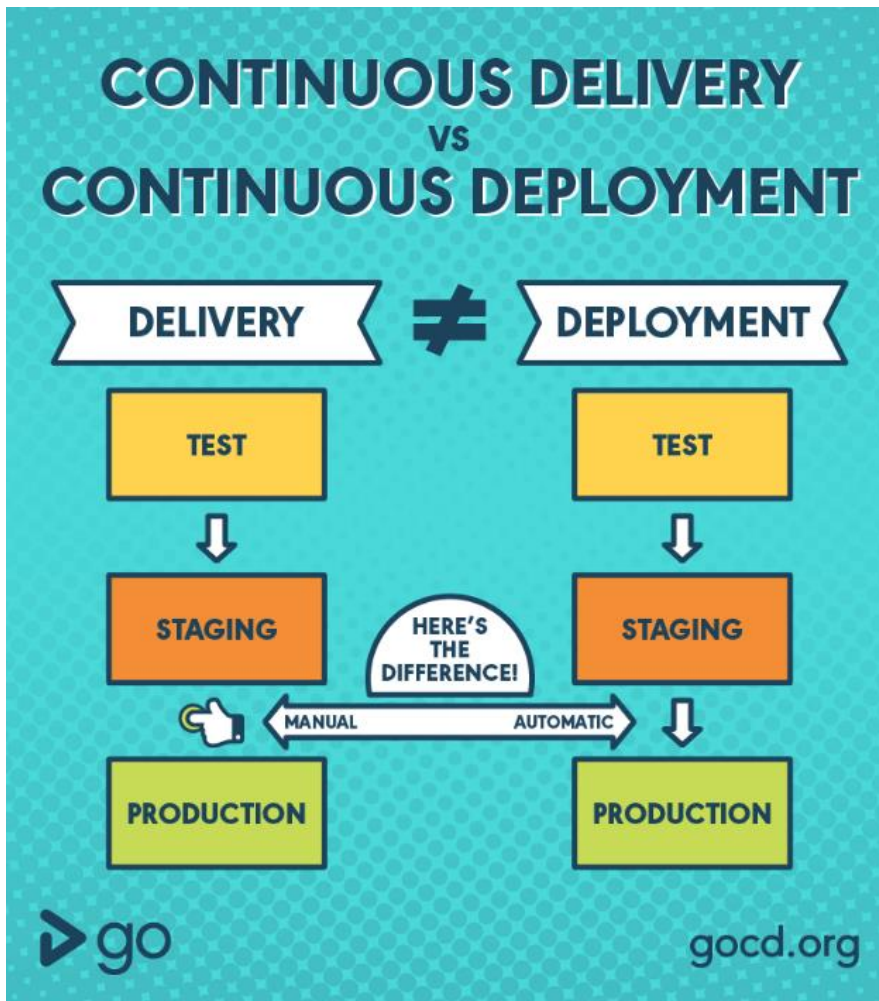 CONTINUOUS DELIVERY
VS
CONTINUOUS DEPLOYMENT
DELIVERY
≠
DEPLOYMENT
TEST
TEST
STAGING
HERE'S
THE
DIFFERENCE!
STAGING
MANUAL
AUTOMATIC
PRODUCTION
PRODUCTION
go
gocd.org